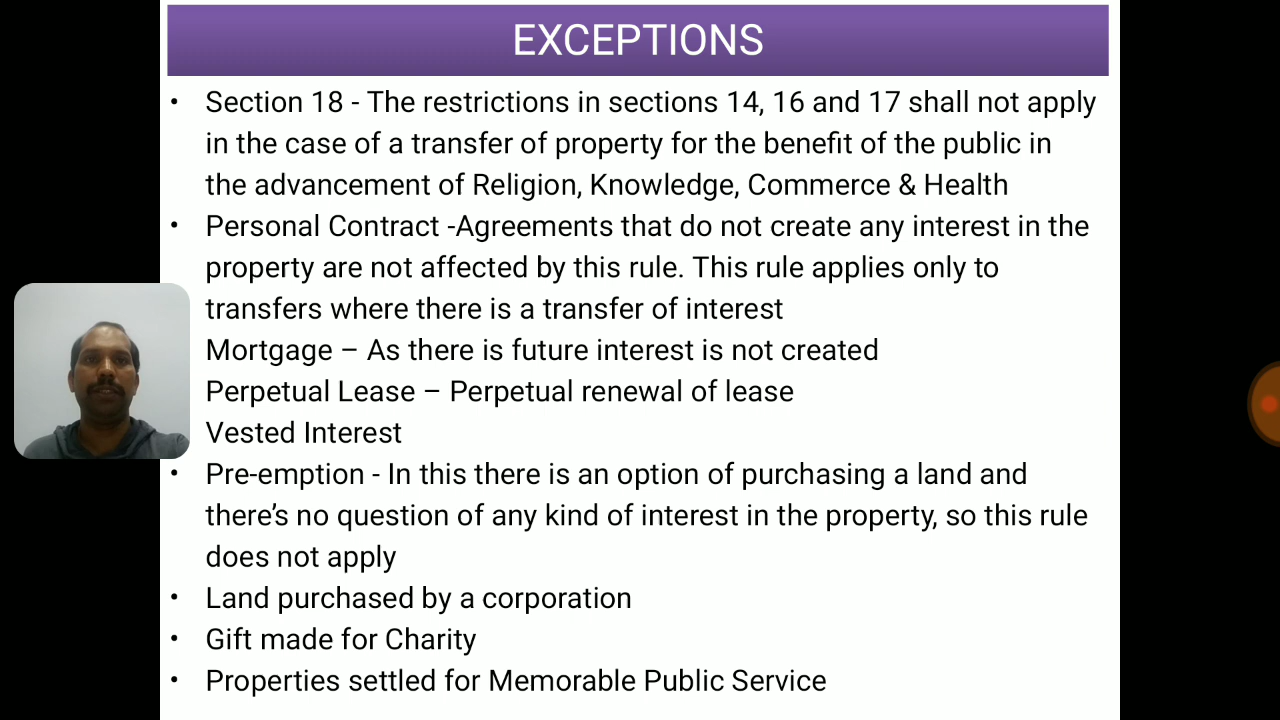 EXCEPTIONS
• Section 18 - The restrictions in sections 14, 16 and 17 shall not apply
in the case of a transfer of property for the benefit of the public in
the advancement of Religion, Knowledge, Commerce & Health
• Personal Contract -Agreements that do not create any interest in the
property are not affected by this rule. This rule applies only to
transfers where there is a transfer of interest
Mortgage – As there is future interest is not created
Perpetual Lease – Perpetual renewal of lease
Vested Interest
• Pre-emption - In this there is an option of purchasing a land and
there’s no question of any kind of interest in the property, so this rule
does not apply
• Land purchased by a corporation
• Gift made for Charity
• Properties settled for Memorable Public Service